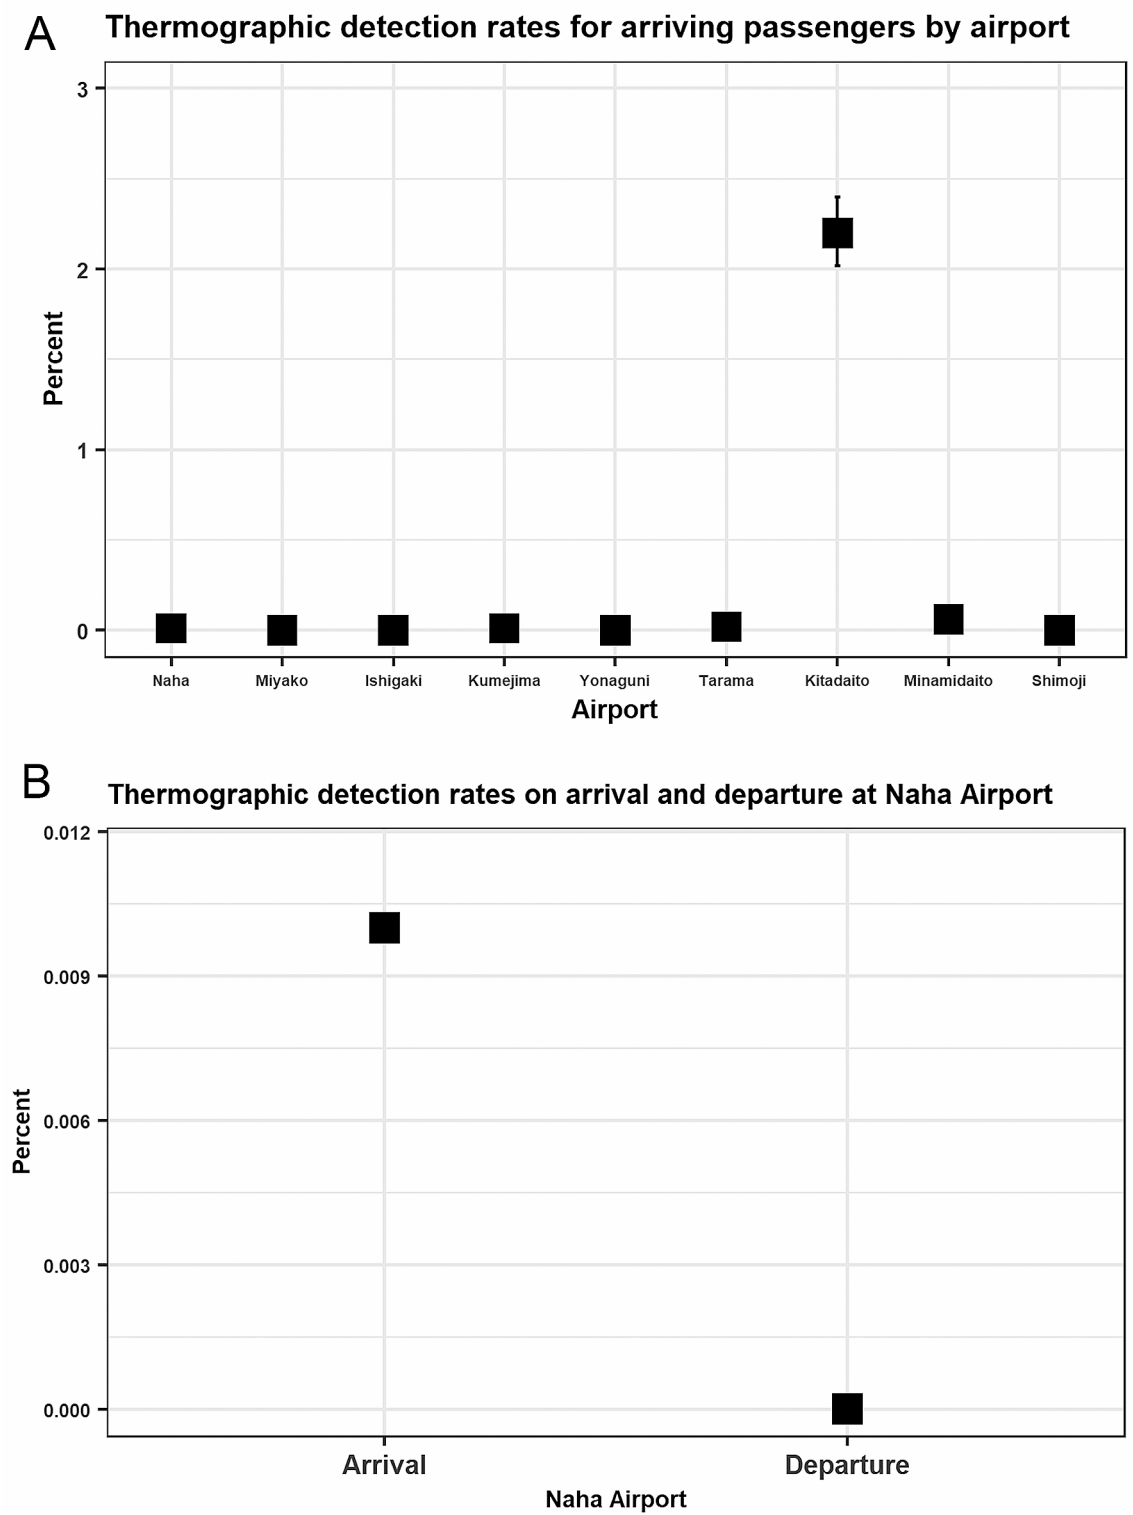 A
Thermographic detection rates for arriving passengers by airport
3
2
1
0
Percent
Naha Miyako Ishigaki Kumejima Yonaguni Tarama Kitadaito Minamidaito Shimoji
Airport
B
Thermographic detection rates on arrival and departure at Naha Airport
0.012
0.009
0.006
0.003
0.000
Percent
Arrival Departure
Naha Airport